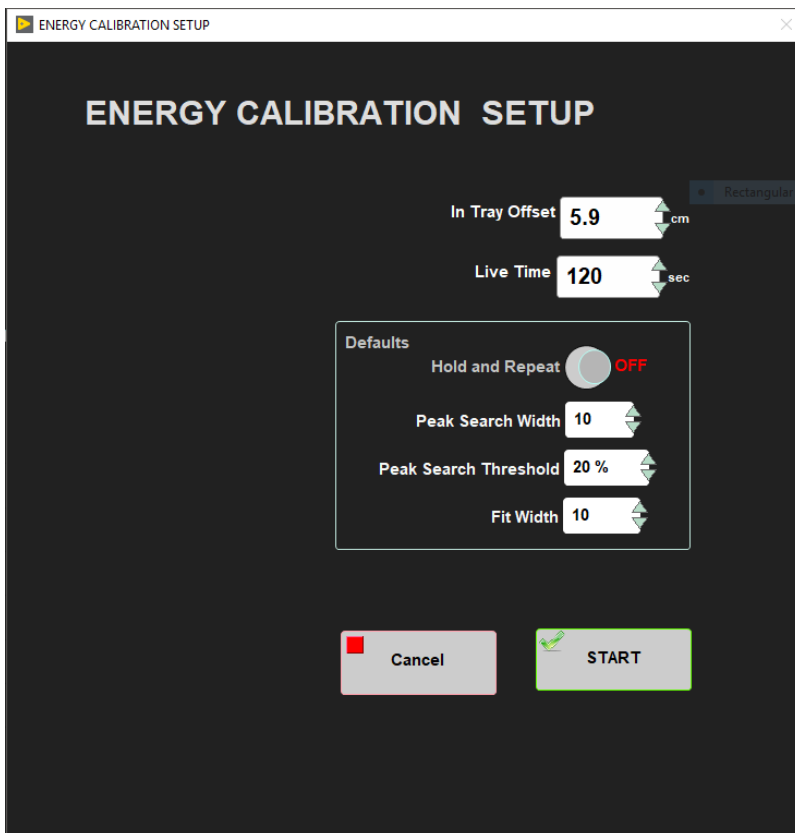 ENERGY CALIBRATION SETUP
ENERGY CALIBRATION SETUP
Rectangular
In Tray Offset 5.9 cm
Live Time 120 sec
Defaults
Hold and Repeat OFF
Peak Search Width 10
Peak Search Threshold 20 %
Fit Width 10
Cancel START